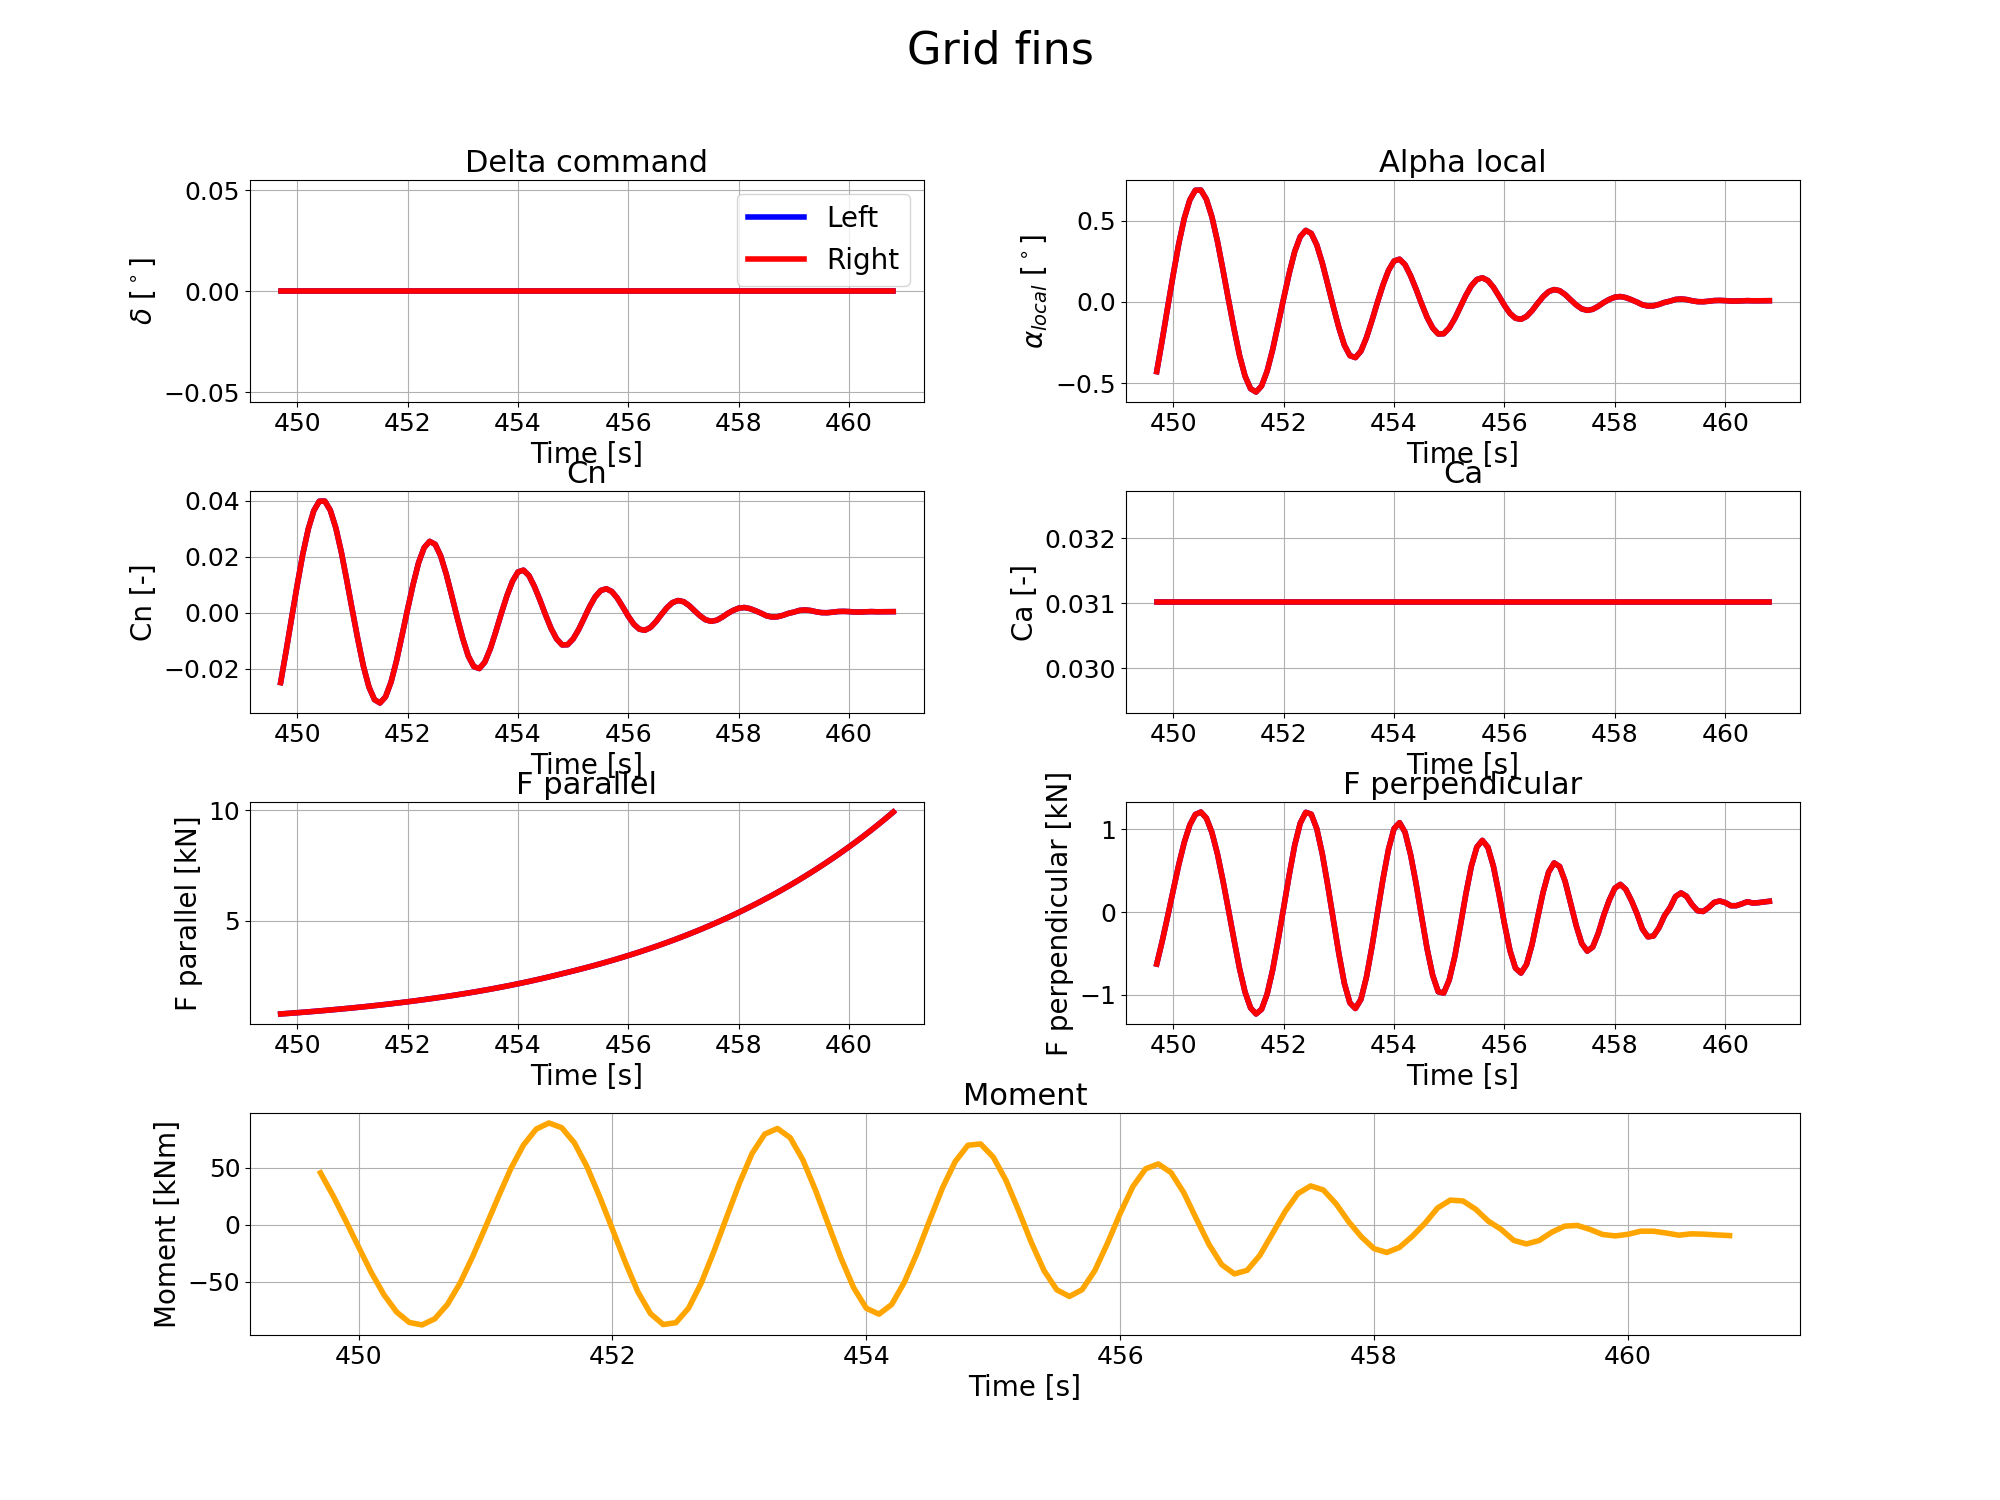 Grid fins
Delta command
δ [°]
0.05
0.00
−0.05
Left
Right
450 452 454 456 458 460
Time [s]
Alpha local
α_local [°]
0.5
0.0
−0.5
450 452 454 456 458 460
Time [s]
Cn
Cn [-]
0.04
0.02
0.00
−0.02
450 452 454 456 458 460
Time [s]
Ca
Ca [-]
0.032
0.031
0.030
450 452 454 456 458 460
Time [s]
F parallel
F parallel [kN]
10
5
450 452 454 456 458 460
Time [s]
F perpendicular
F perpendicular [kN]
1
0
−1
450 452 454 456 458 460
Time [s]
Moment
Moment [kNm]
50
0
−50
450 452 454 456 458 460
Time [s]